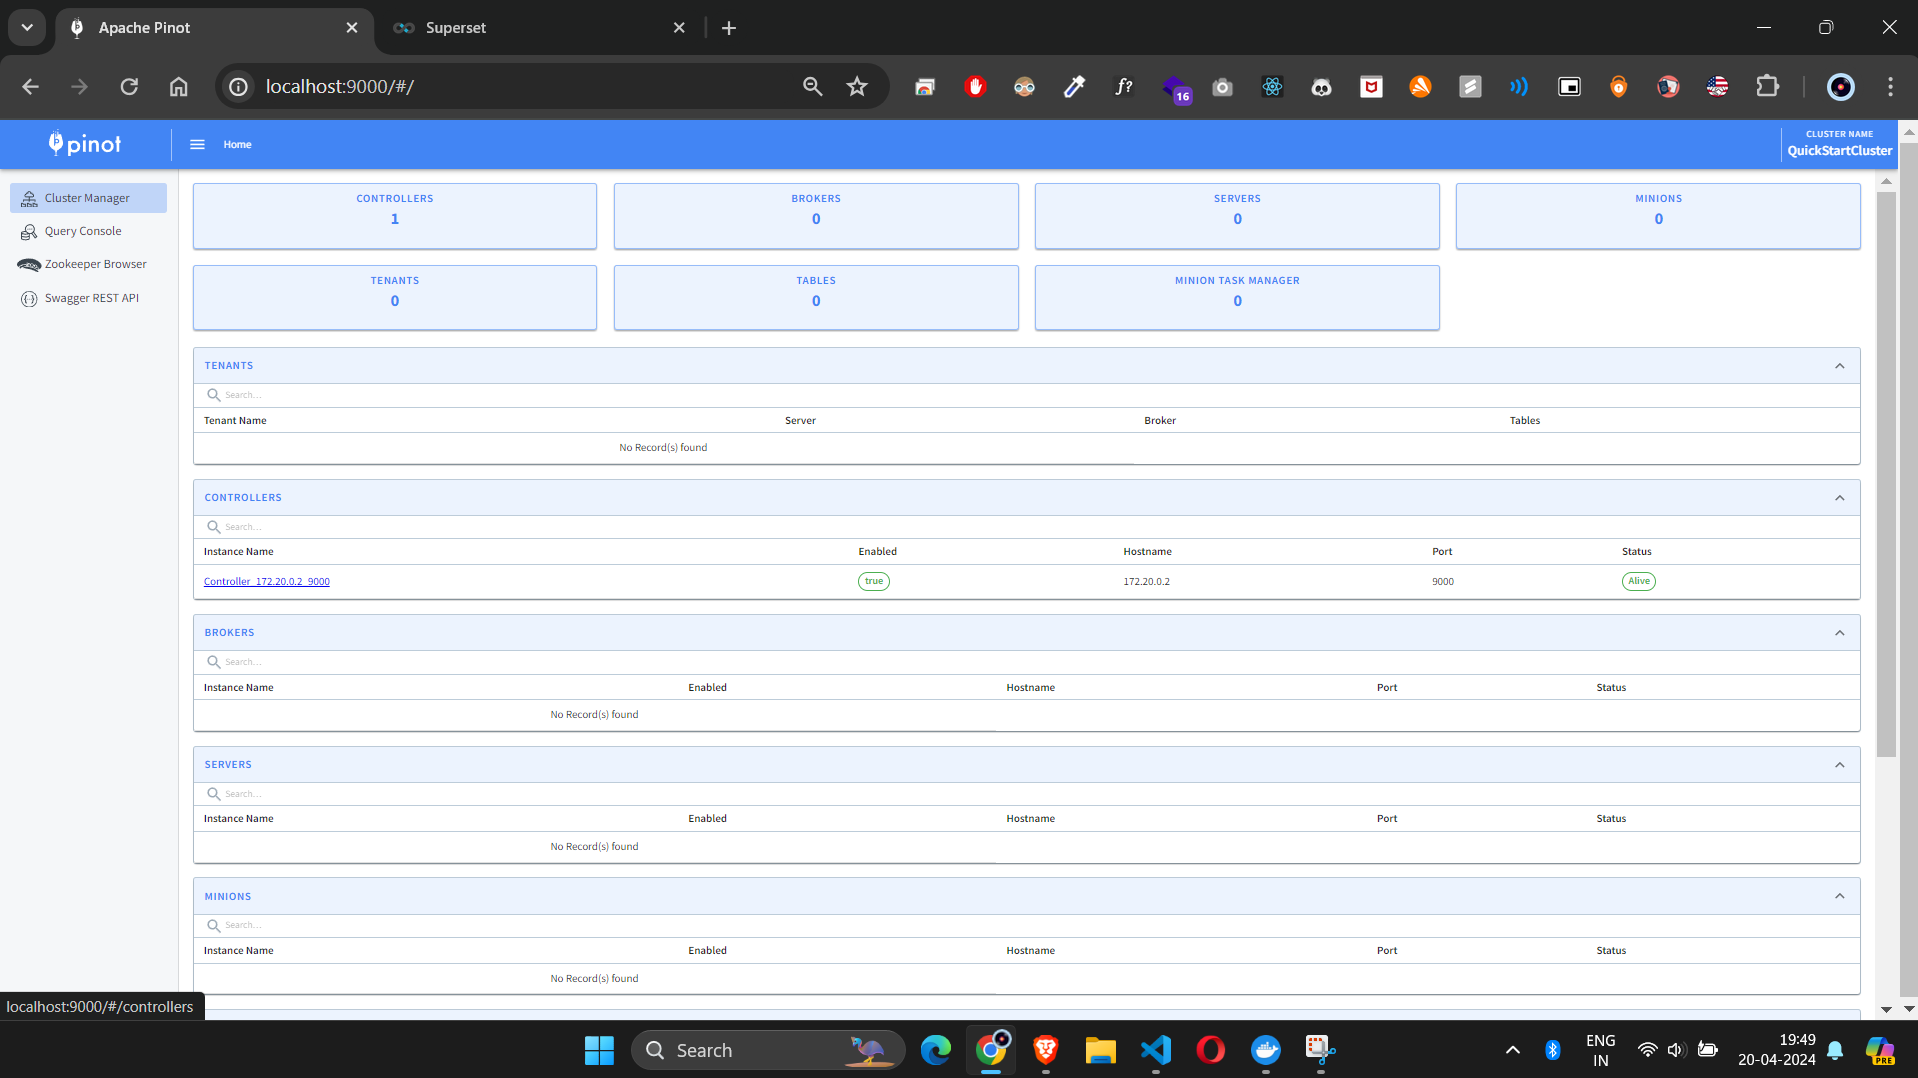 Apache Pinot
Superset
localhost:9000/#/
f?
16
pinot
Home
CLUSTER NAME
QuickStartCluster
Cluster Manager
Query Console
Zookeeper Browser
Swagger REST API
CONTROLLERS
1
BROKERS
0
SERVERS
0
MINIONS
0
TENANTS
0
TABLES
0
MINION TASK MANAGER
0
TENANTS
Search...
Tenant Name Server Broker Tables
No Record(s) found
CONTROLLERS
Search...
Instance Name Enabled Hostname Port Status
Controller_172.20.0.2_9000 true 172.20.0.2 9000 Alive
BROKERS
Search...
Instance Name Enabled Hostname Port Status
No Record(s) found
SERVERS
Search...
Instance Name Enabled Hostname Port Status
No Record(s) found
MINIONS
Search...
Instance Name Enabled Hostname Port Status
No Record(s) found
localhost:9000/#/controllers
Search
ENG
IN
19:49
20-04-2024
PRE